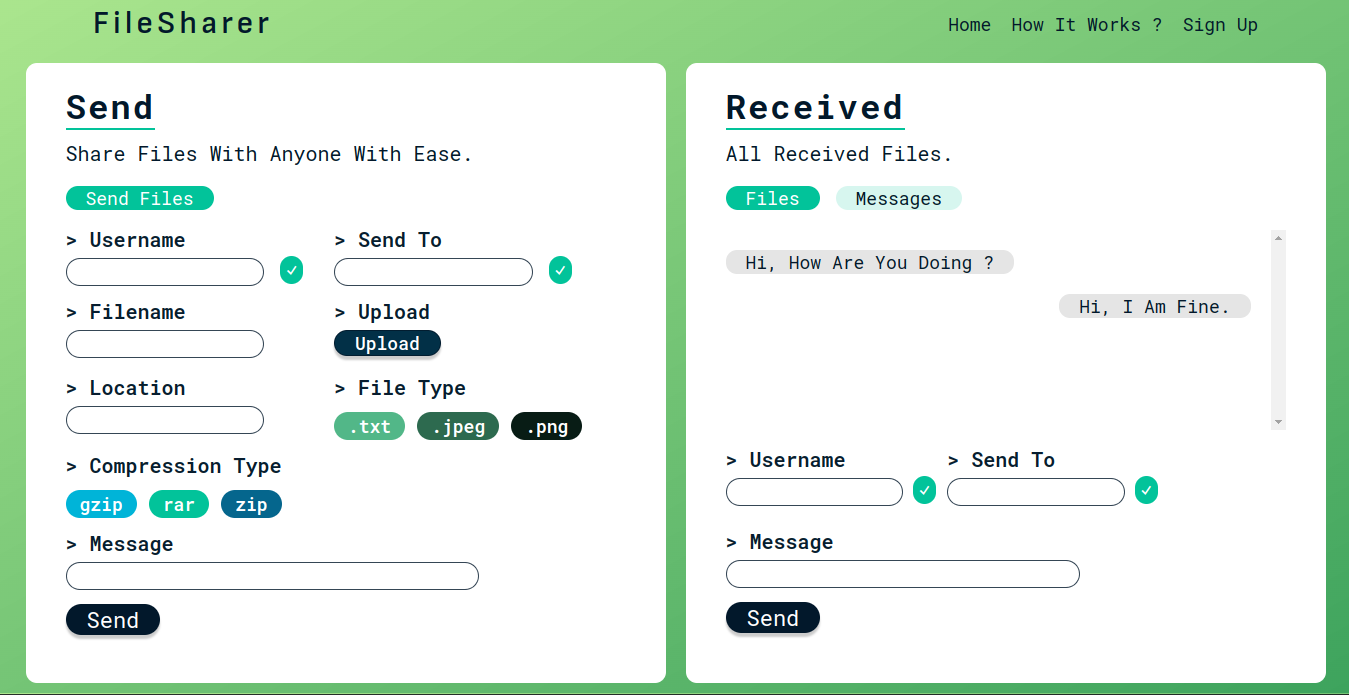 FileSharer
Home How It Works ? Sign Up
Send
Share Files With Anyone With Ease.
Send Files
> Username > Send To
> Filename > Upload
Upload
> Location > File Type
.txt .jpeg .png
> Compression Type
gzip rar zip
> Message
Send
Received
All Received Files.
Files Messages
Hi, How Are You Doing ?
Hi, I Am Fine.
> Username > Send To
> Message
Send